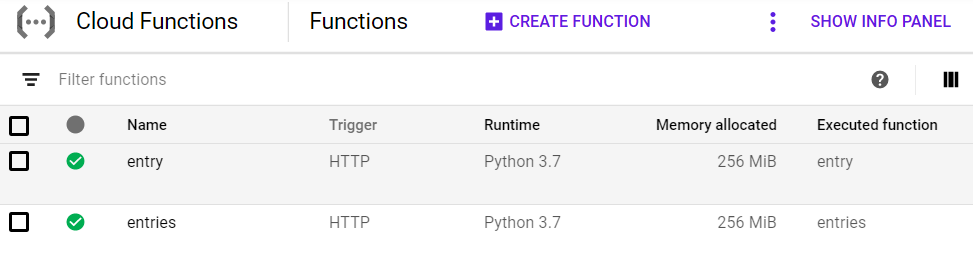 Cloud Functions Functions CREATE FUNCTION SHOW INFO PANEL
Filter functions
Name Trigger Runtime Memory allocated Executed function
entry HTTP Python 3.7 256 MiB entry
entries HTTP Python 3.7 256 MiB entries